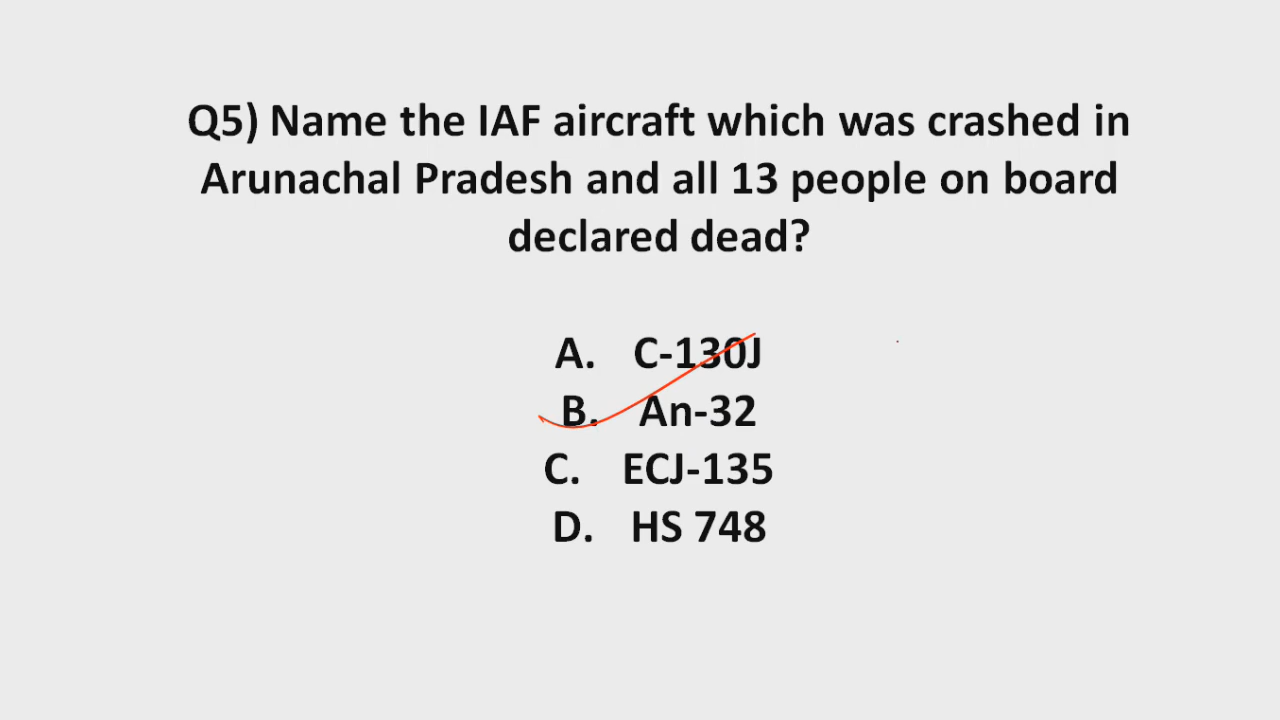 Q5) Name the IAF aircraft which was crashed in
Arunachal Pradesh and all 13 people on board
declared dead?
A. C-130J
B. An-32
C. ECJ-135
D. HS 748